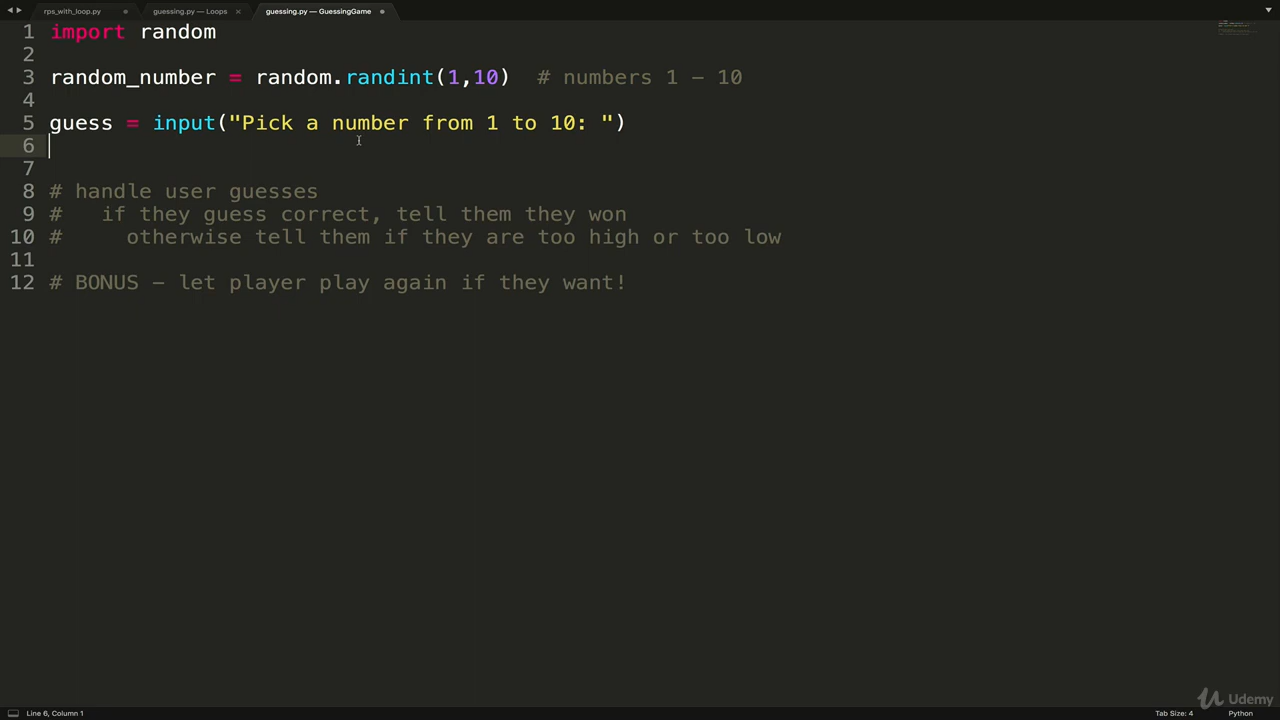 rps_with_loop.py
guessing.py — Loops
guessing.py — GuessingGame
1 import random
2
3 random_number = random.randint(1,10)  # numbers 1 - 10
4
5 guess = input("Pick a number from 1 to 10: ")
6
7
8 # handle user guesses
9 #   if they guess correct, tell them they won
10 #     otherwise tell them if they are too high or too low
11
12 # BONUS - let player play again if they want!
Udemy
Line 6, Column 1
Tab Size: 4
Python